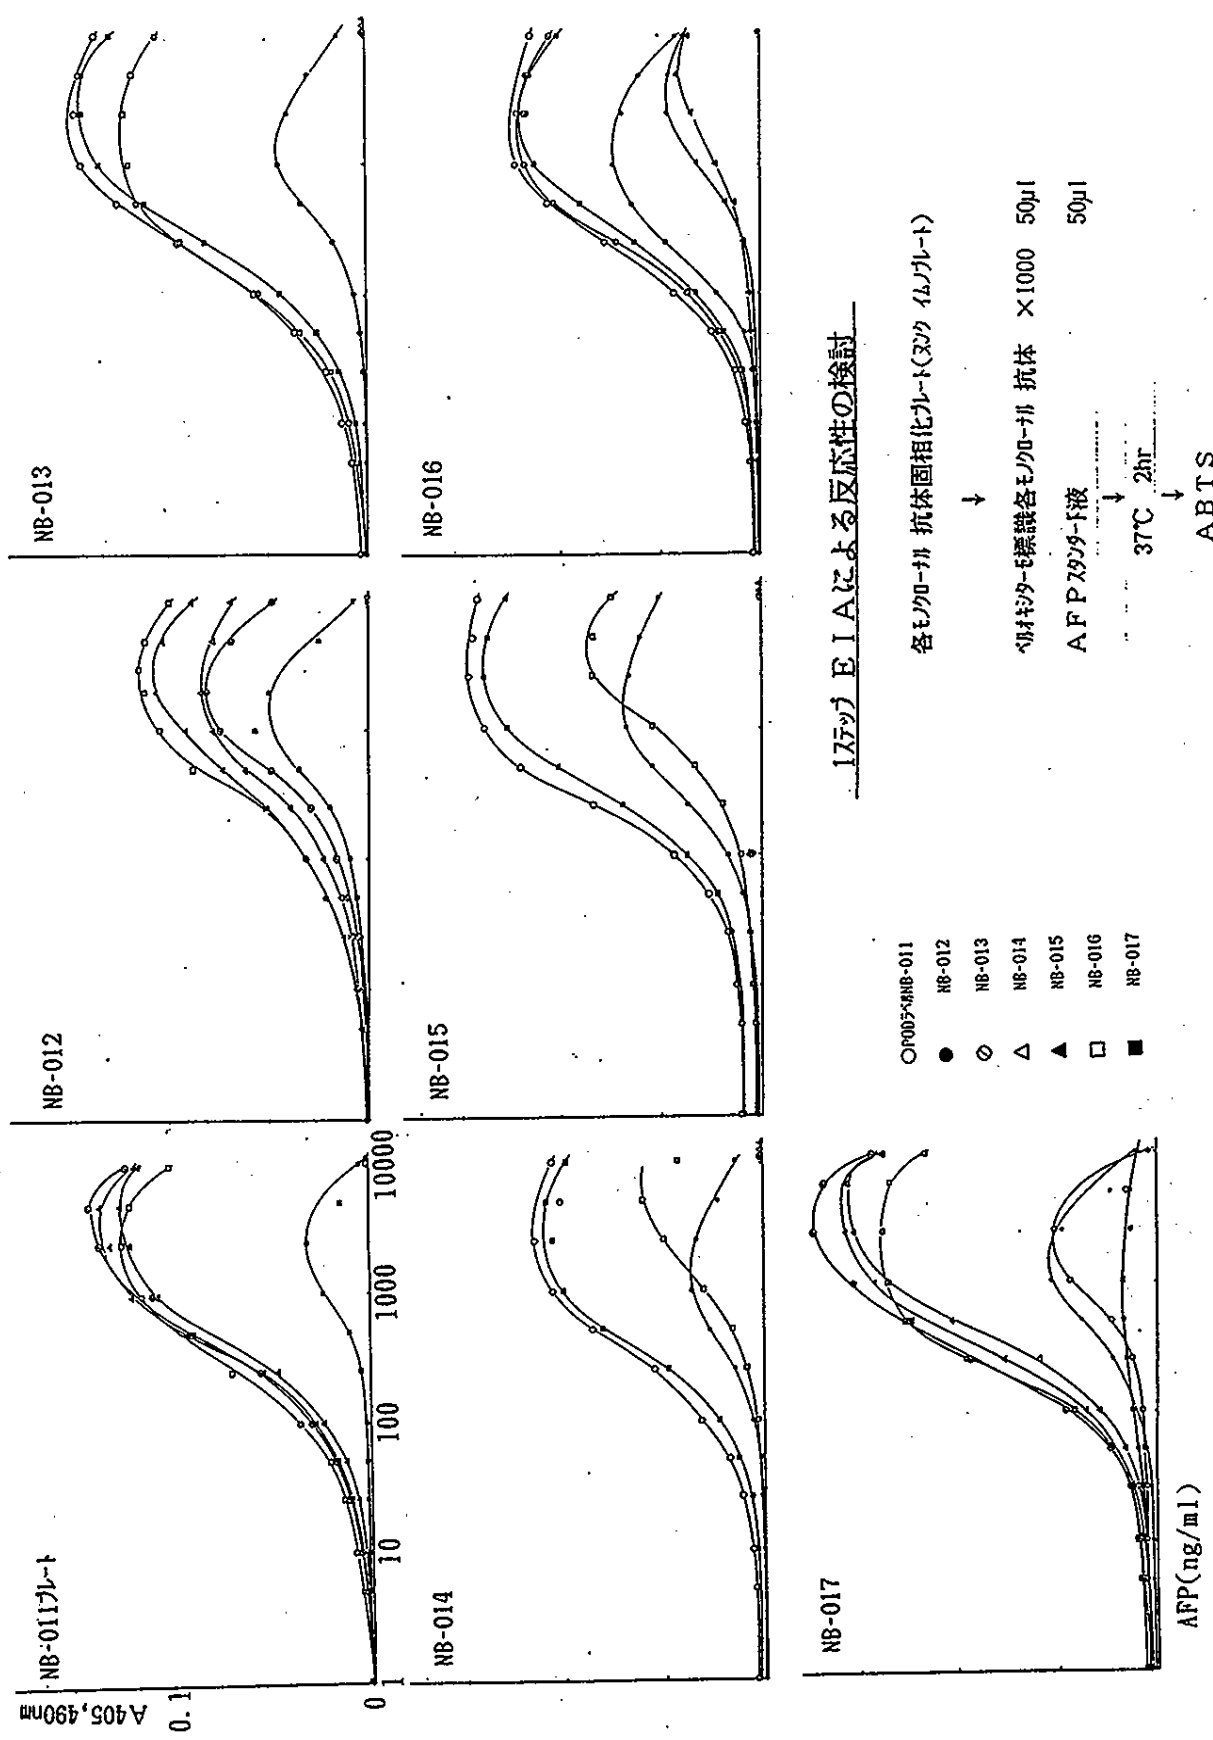 NB-011プレート
A405,490nm
0.1
0
1
10
100
1000
10000
NB-012
NB-013
NB-014
NB-015
NB-016
NB-017
AFP(ng/ml)
○PODラベルNB-011
● NB-012
⊘ NB-013
△ NB-014
▲ NB-015
□ NB-016
■ NB-017
1ステップ EIAによる反応性の検討
各モノクローナル 抗体固相化プレート(ヌンク イムノプレート)
↓
ペルオキシターセ標識各モノクローナル 抗体 ×1000 50μl
AFPスタンダード液 50μl
↓
37℃ 2hr
↓
ABTS